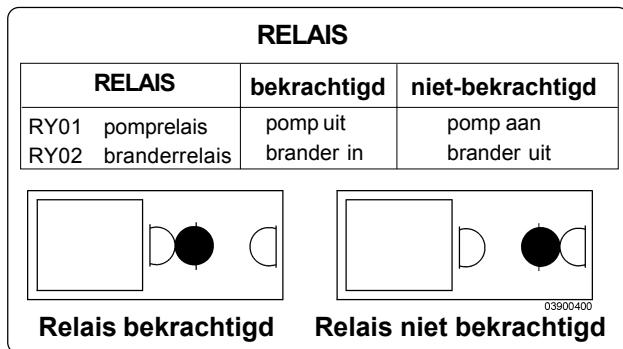 RELAIS
RELAIS bekrachtigd niet-bekrachtigd
RY01 pomprelais pomp uit pomp aan
RY02 branderrelais brander in brander uit
03900400
Relais bekrachtigd Relais niet bekrachtigd